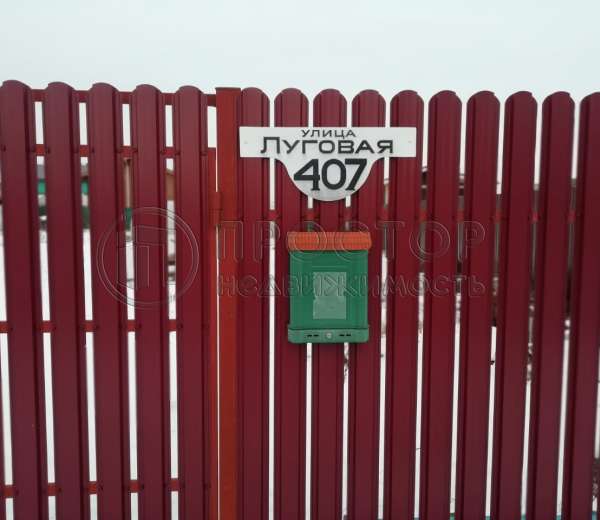 УЛИЦА
ЛУГОВАЯ
407
ПРОСТОР
НЕДВИЖИМОСТЬ